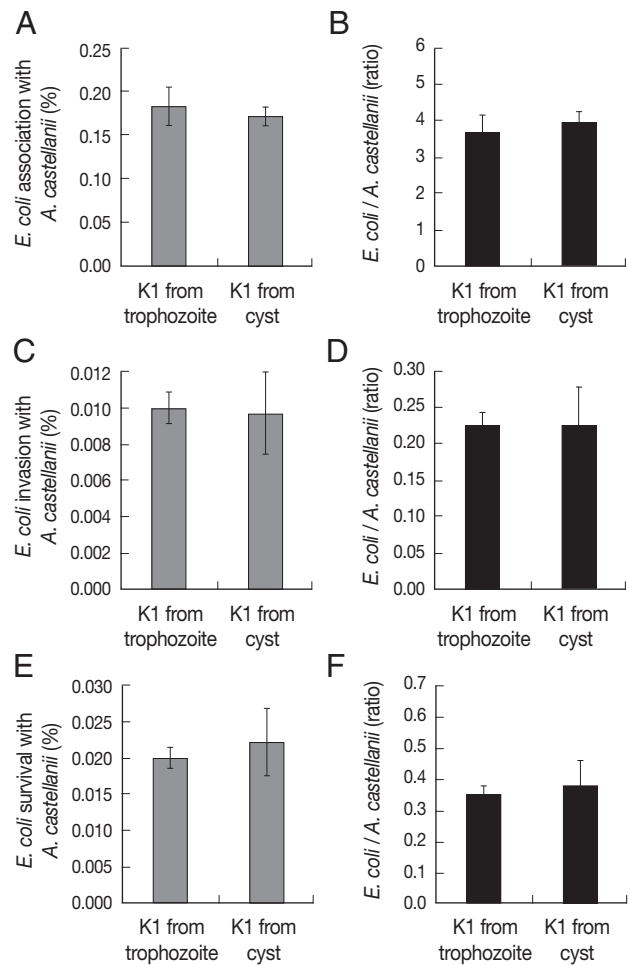 A
E. coli association with
A. castellanii (%)
0.25
0.20
0.15
0.10
0.05
0.00
K1 from
trophozoite
K1 from
cyst
B
E. coli / A. castellanii (ratio)
6
5
4
3
2
1
0
K1 from
trophozoite
K1 from
cyst
C
E. coli invasion with
A. castellanii (%)
0.012
0.010
0.008
0.006
0.004
0.002
0.000
K1 from
trophozoite
K1 from
cyst
D
E. coli / A. castellanii (ratio)
0.30
0.25
0.20
0.15
0.10
0.05
0.00
K1 from
trophozoite
K1 from
cyst
E
E. coli survival with
A. castellanii (%)
0.030
0.025
0.020
0.015
0.010
0.005
0.000
K1 from
trophozoite
K1 from
cyst
F
E. coli / A. castellanii (ratio)
0.7
0.6
0.5
0.4
0.3
0.2
0.1
0.0
K1 from
trophozoite
K1 from
cyst